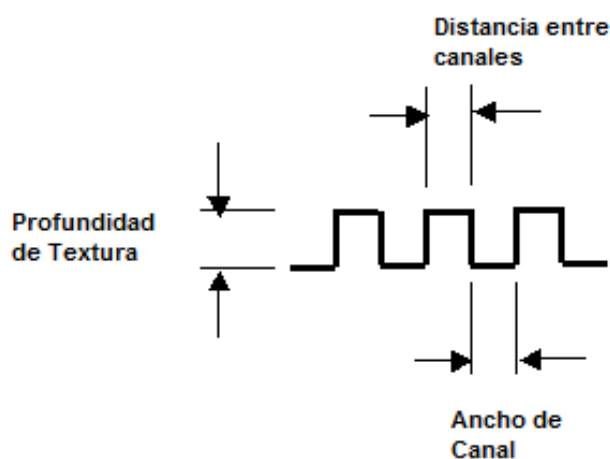 Distancia entre
canales
Profundidad
de Textura
Ancho de
Canal